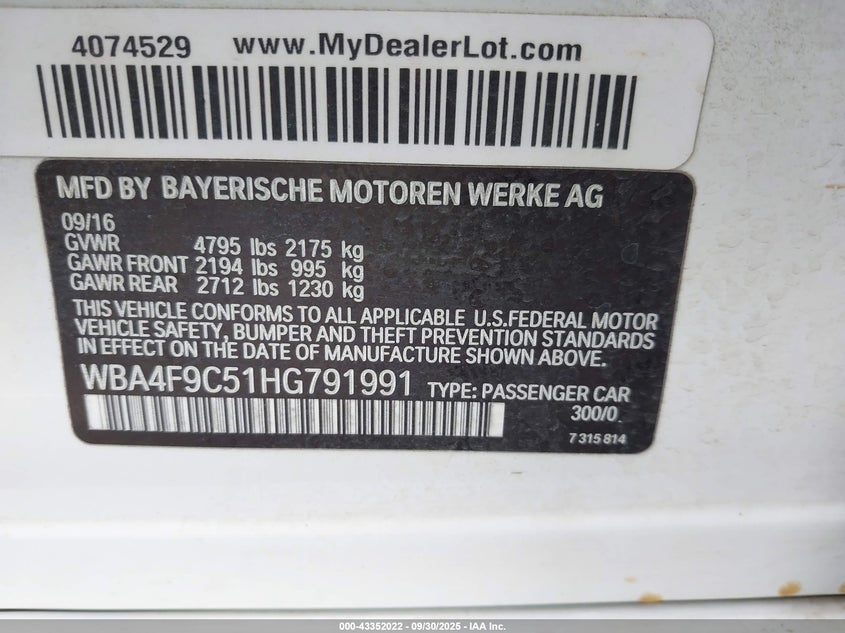 4074529 www.MyDealerLot.com
MFD BY BAYERISCHE MOTOREN WERKE AG
09/16
GVWR 4795 lbs 2175 kg
GAWR FRONT 2194 lbs 995 kg
GAWR REAR 2712 lbs 1230 kg
THIS VEHICLE CONFORMS TO ALL APPLICABLE U.S.FEDERAL MOTOR
VEHICLE SAFETY, BUMPER AND THEFT PREVENTION STANDARDS
IN EFFECT ON THE DATE OF MANUFACTURE SHOWN ABOVE.
WBA4F9C51HG791991 TYPE: PASSENGER CAR
300/0
7 315 814
000-43352022 - 09/30/2025 - IAA Inc.